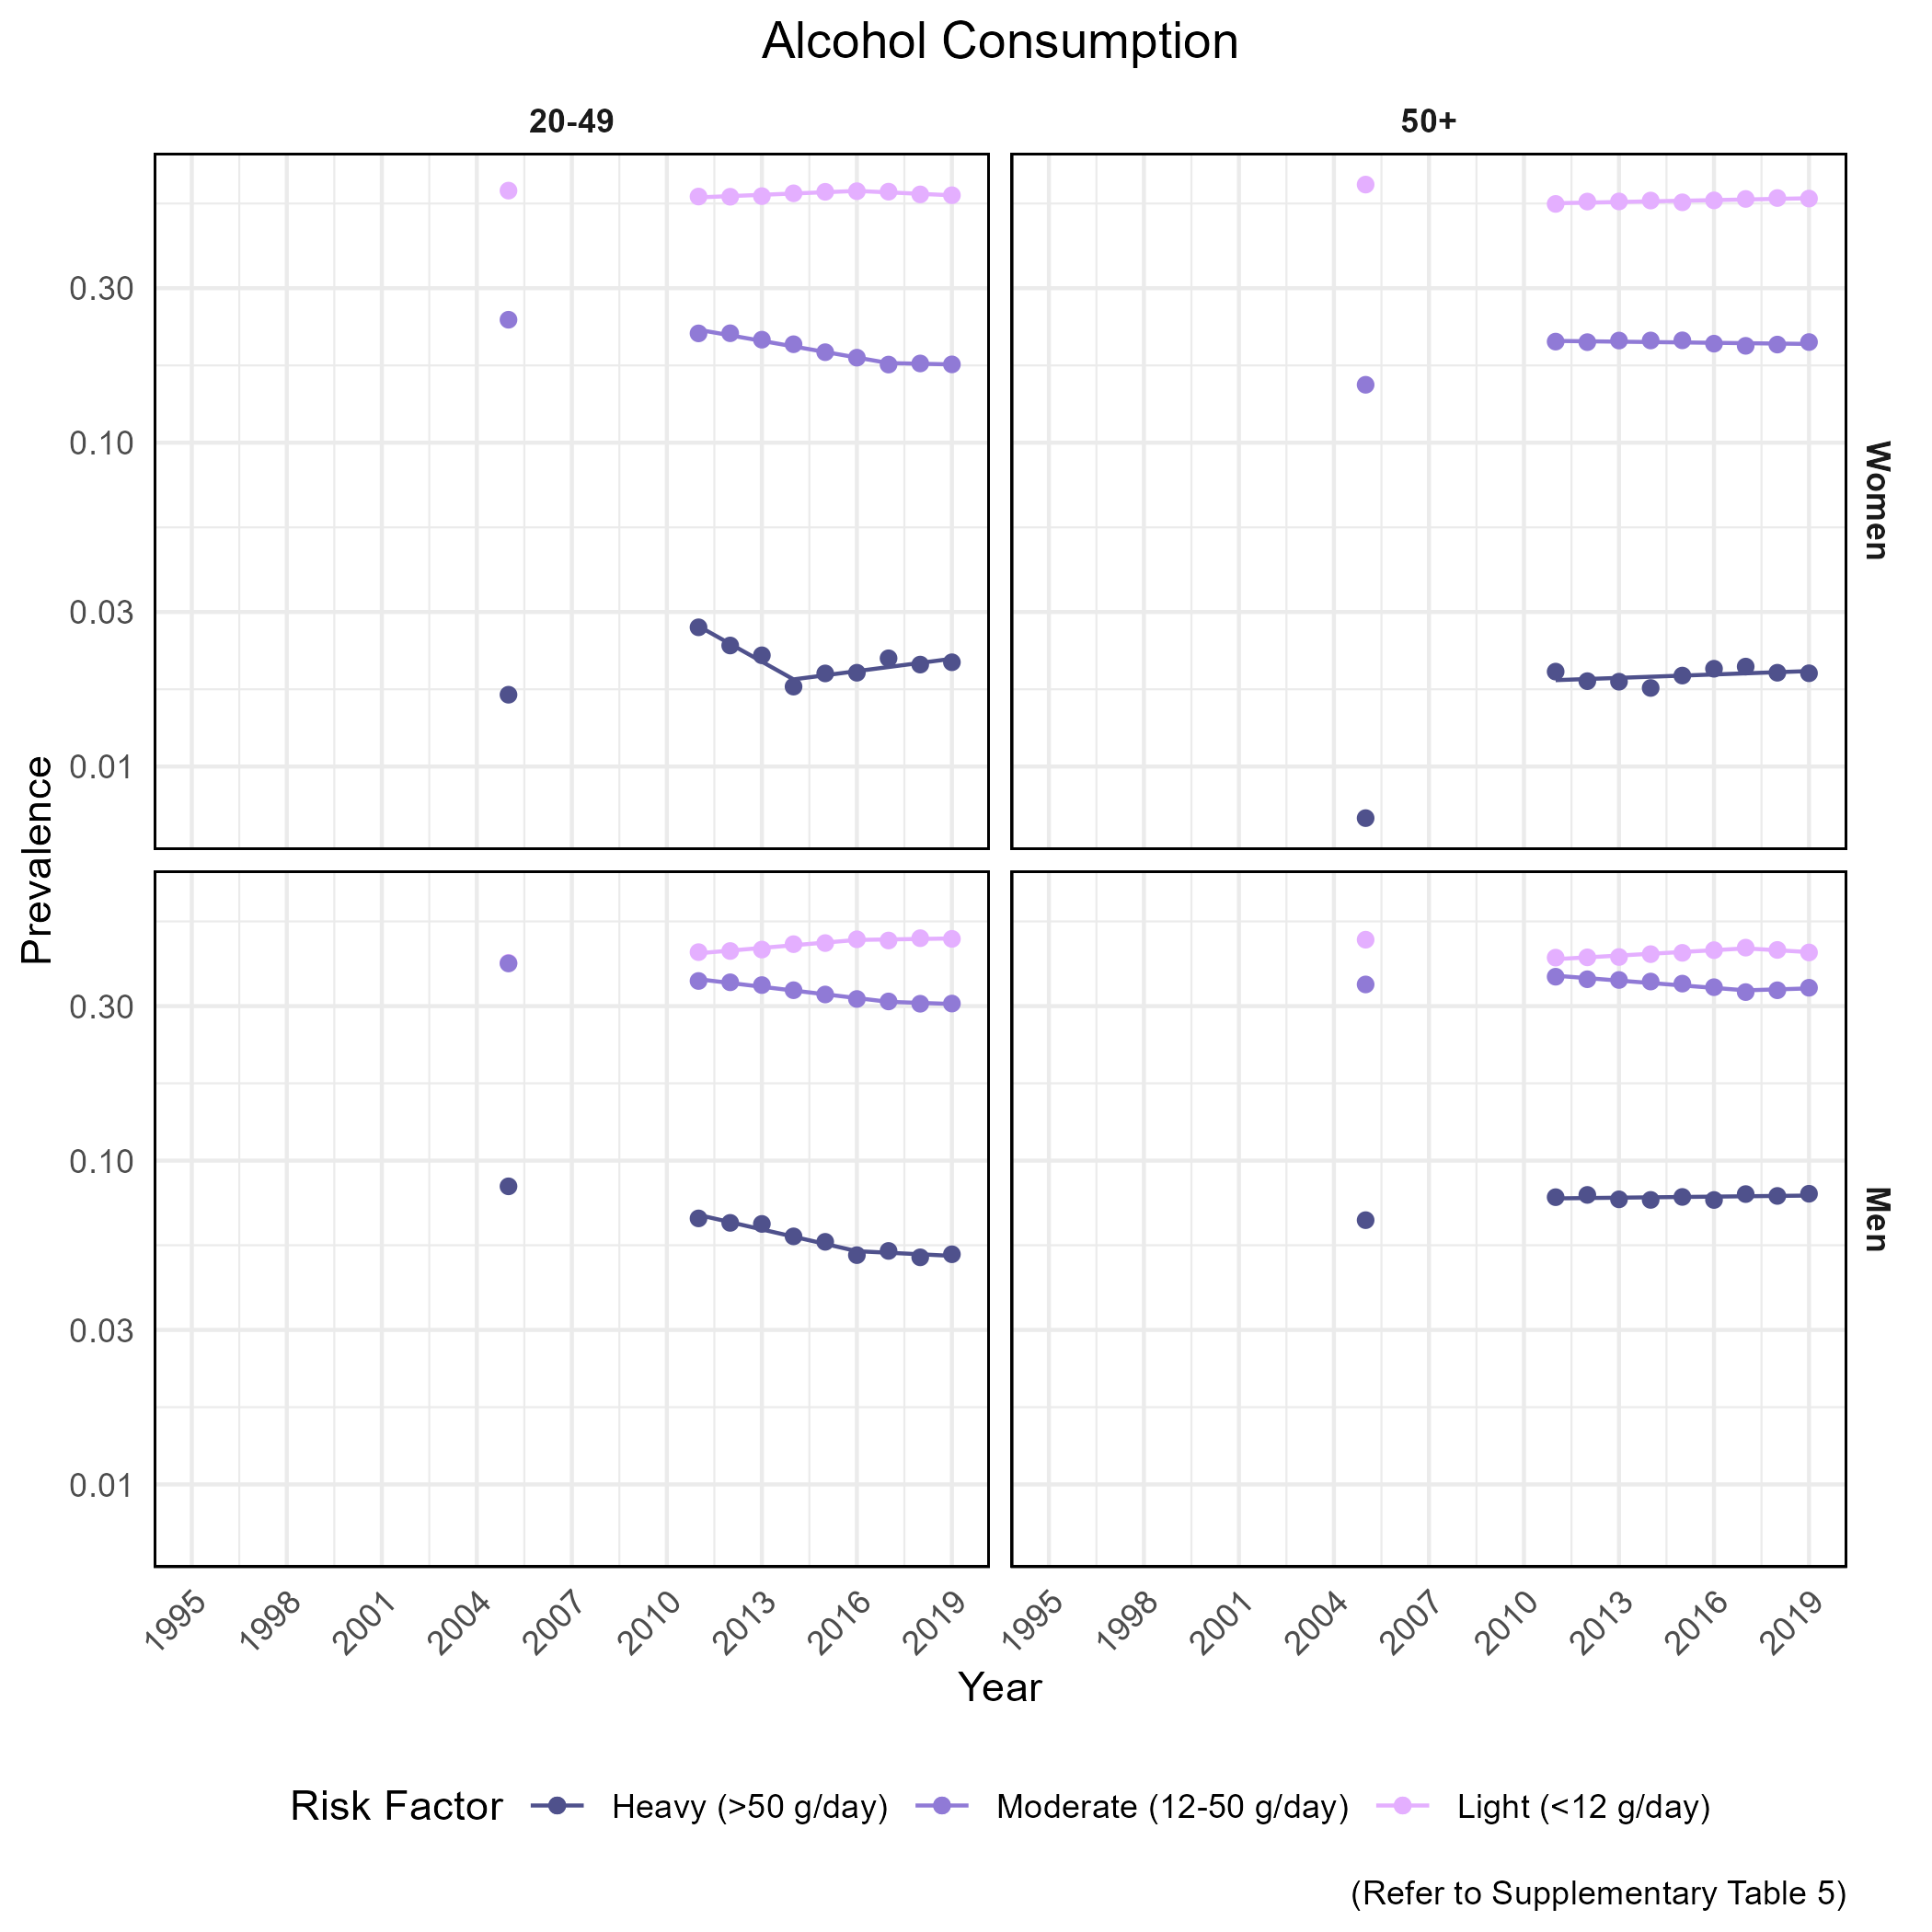 Alcohol Consumption
20-49
50+
0.30
0.10
0.03
0.01
Women
Prevalence
0.30
0.10
0.03
0.01
Men
1995 1998 2001 2004 2007 2010 2013 2016 2019
1995 1998 2001 2004 2007 2010 2013 2016 2019
Year
Risk Factor Heavy (>50 g/day) Moderate (12-50 g/day) Light (<12 g/day)
(Refer to Supplementary Table 5)